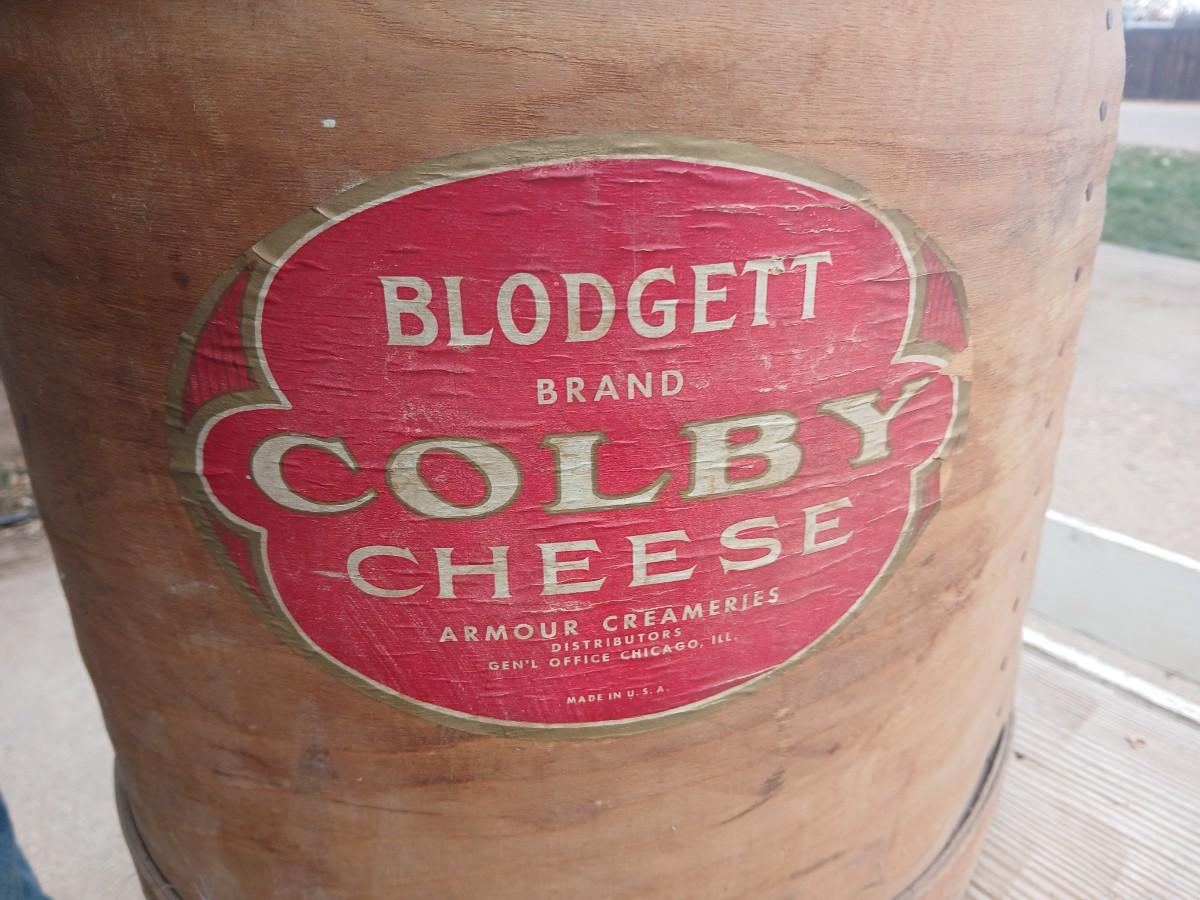 BLODGETT
BRAND
COLBY
CHEESE
ARMOUR CREAMERIES
DISTRIBUTORS
GEN'L OFFICE CHICAGO, ILL.
MADE IN U.S.A.